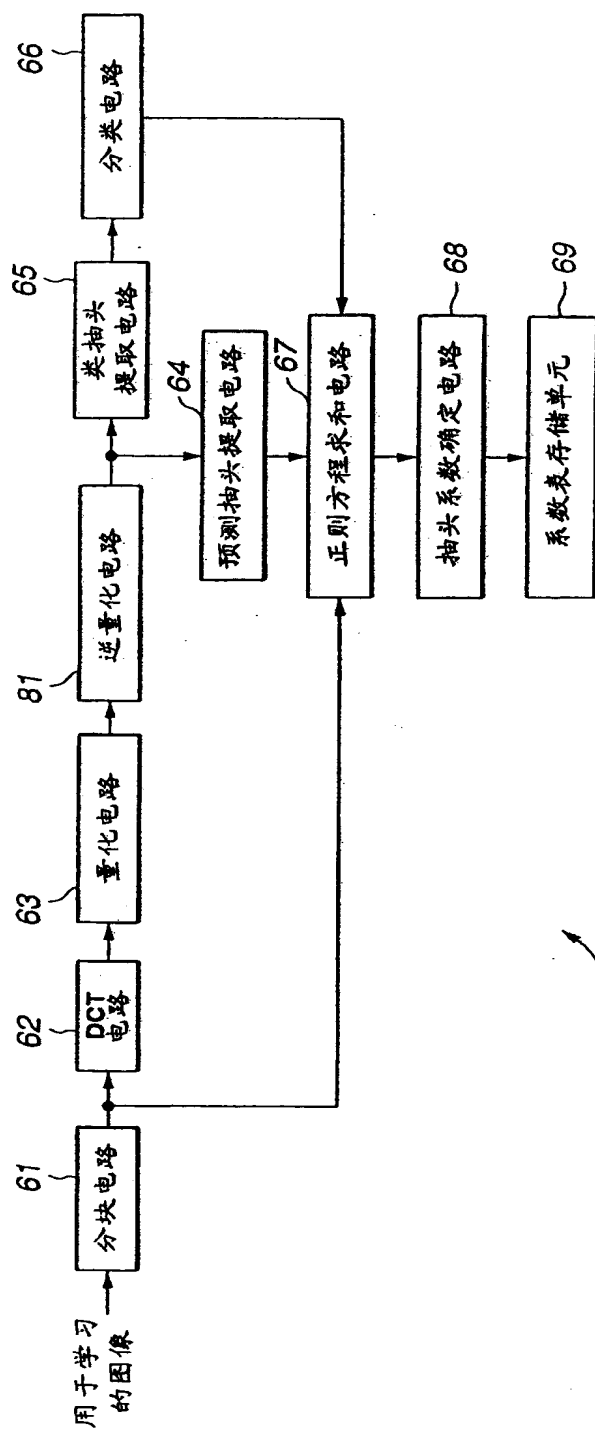 用于学习
的图像
61
分块电路
62
DCT
电路
63
量化电路
81
逆量化电路
65
类抽头
提取电路
66
分类电路
64
预测抽头提取电路
67
正则方程求和电路
68
抽头系数确定电路
69
系数表存储单元